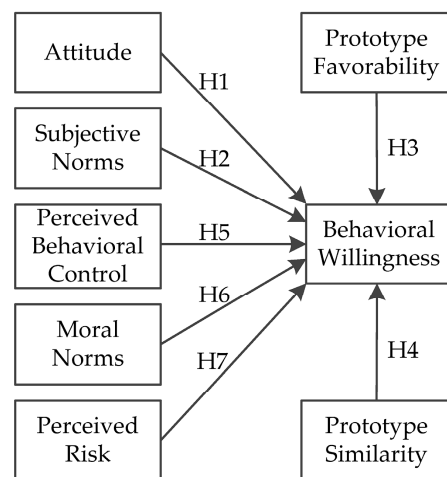 Attitude
Prototype
Favorability
H1
Subjective
Norms
H2
H3
Perceived
Behavioral
Control
H5
Behavioral
Willingness
Moral
Norms
H6
H7
H4
Perceived
Risk
Prototype
Similarity